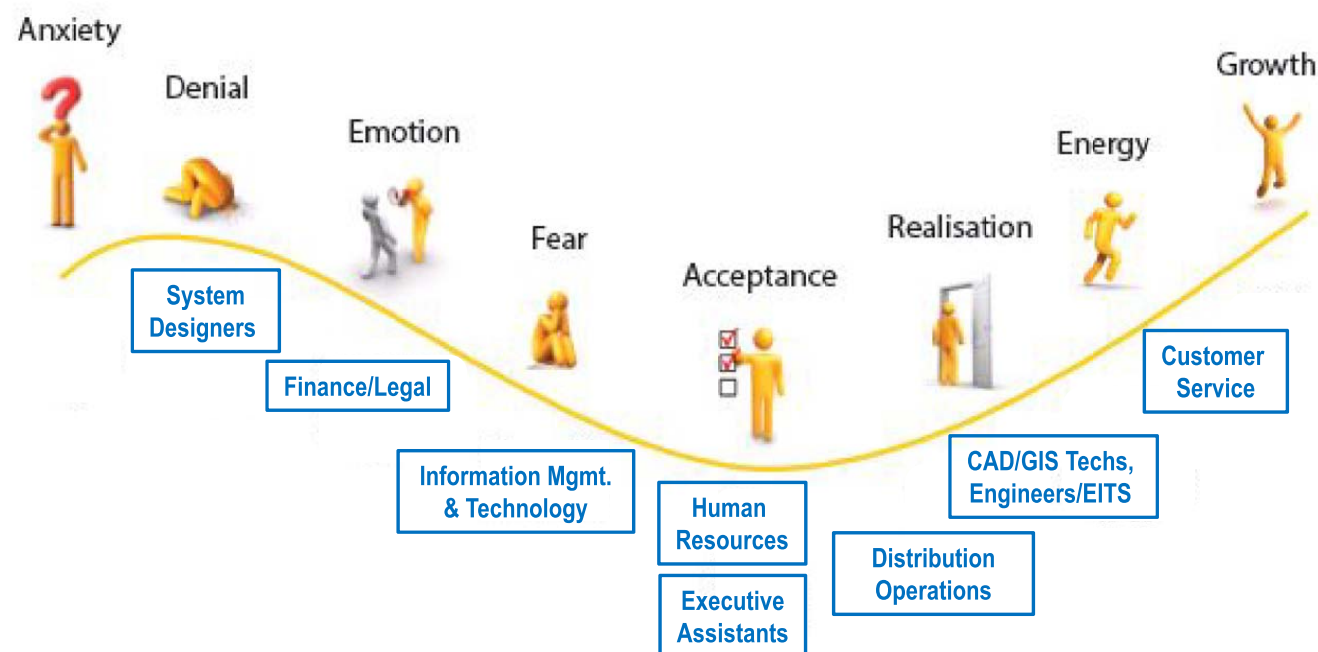 Anxiety
Denial
Emotion
Fear
Acceptance
Realisation
Energy
Growth
System
Designers
Finance/Legal
Information Mgmt.
& Technology
Human
Resources
Executive
Assistants
Distribution
Operations
CAD/GIS Techs,
Engineers/EITS
Customer
Service